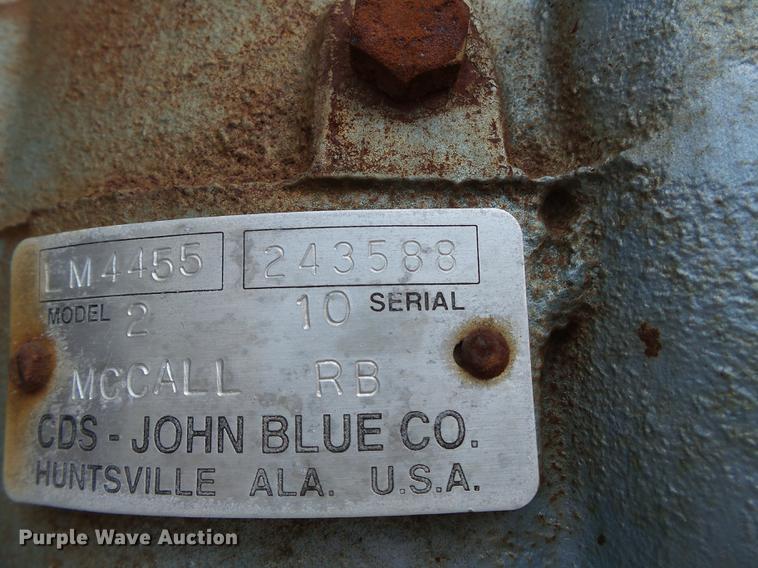 LM4455 243588
MODEL 2 10 SERIAL
MCCALL RB
CDS - JOHN BLUE CO.
HUNTSVILLE ALA. U.S.A.
Purple Wave Auction